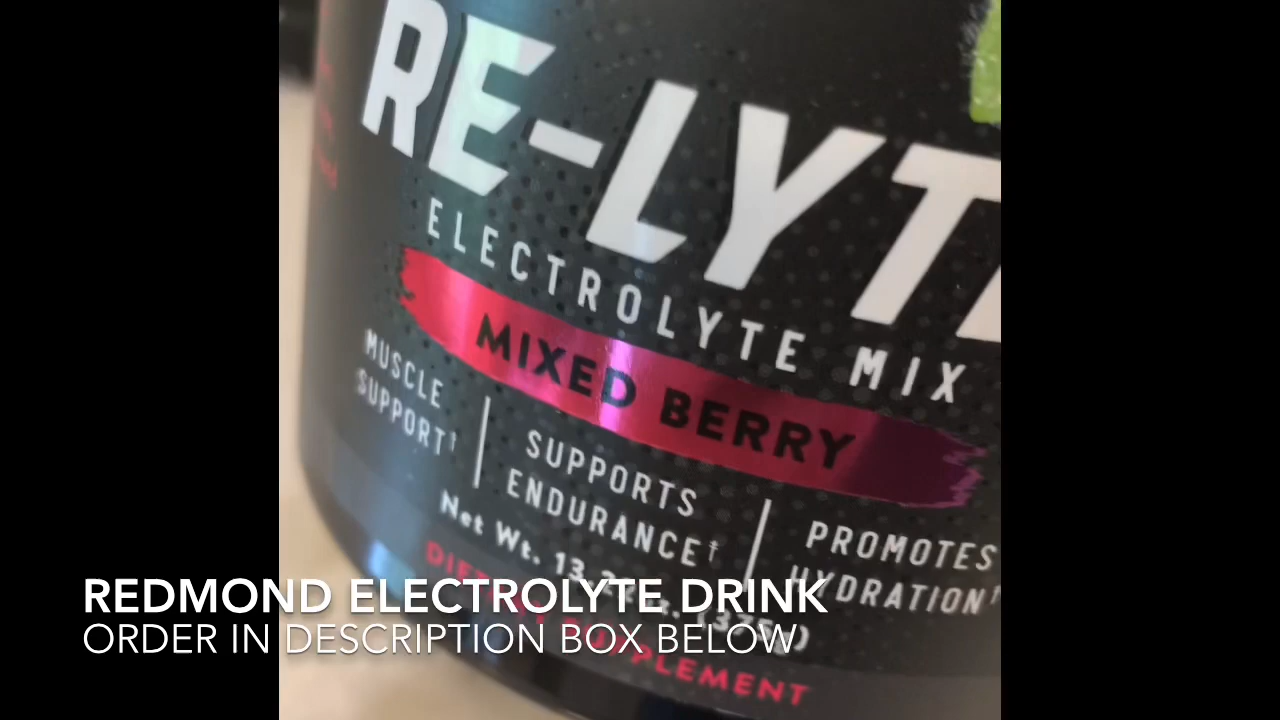 RE-LYT
ELECTROLYTE MIX
MIXED BERRY
MUSCLE
SUPPORT†
SUPPORTS
ENDURANCE†
PROMOTES
HYDRATION†
Net Wt.
SUPPLEMENT
REDMOND ELECTROLYTE DRINK
ORDER IN DESCRIPTION BOX BELOW